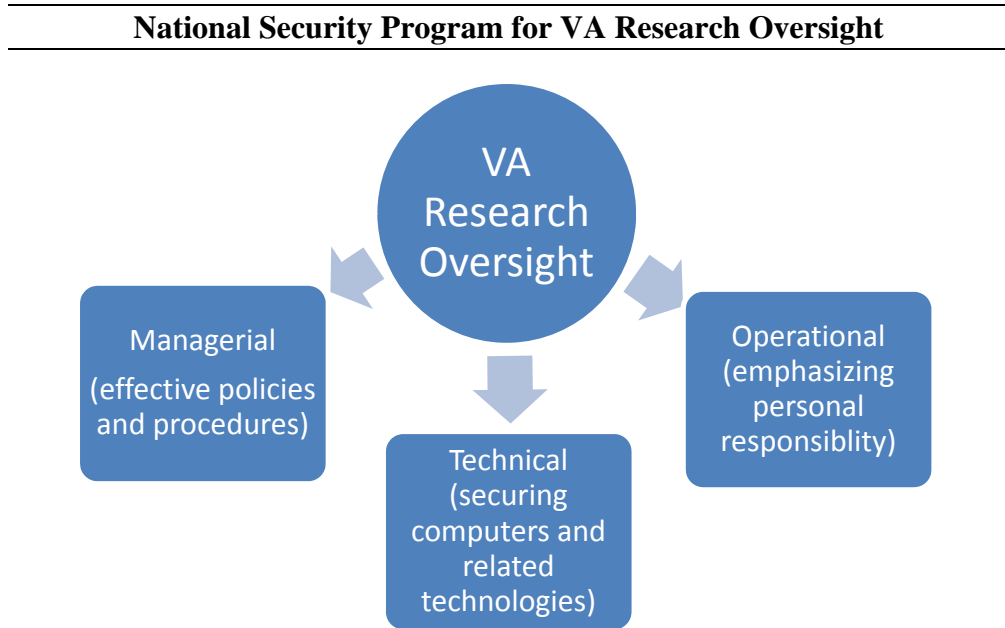 National Security Program for VA Research Oversight
VA
Research
Oversight
Managerial
(effective policies
and procedures)
Technical
(securing
computers and
related
technologies)
Operational
(emphasizing
personal
responsiblity)